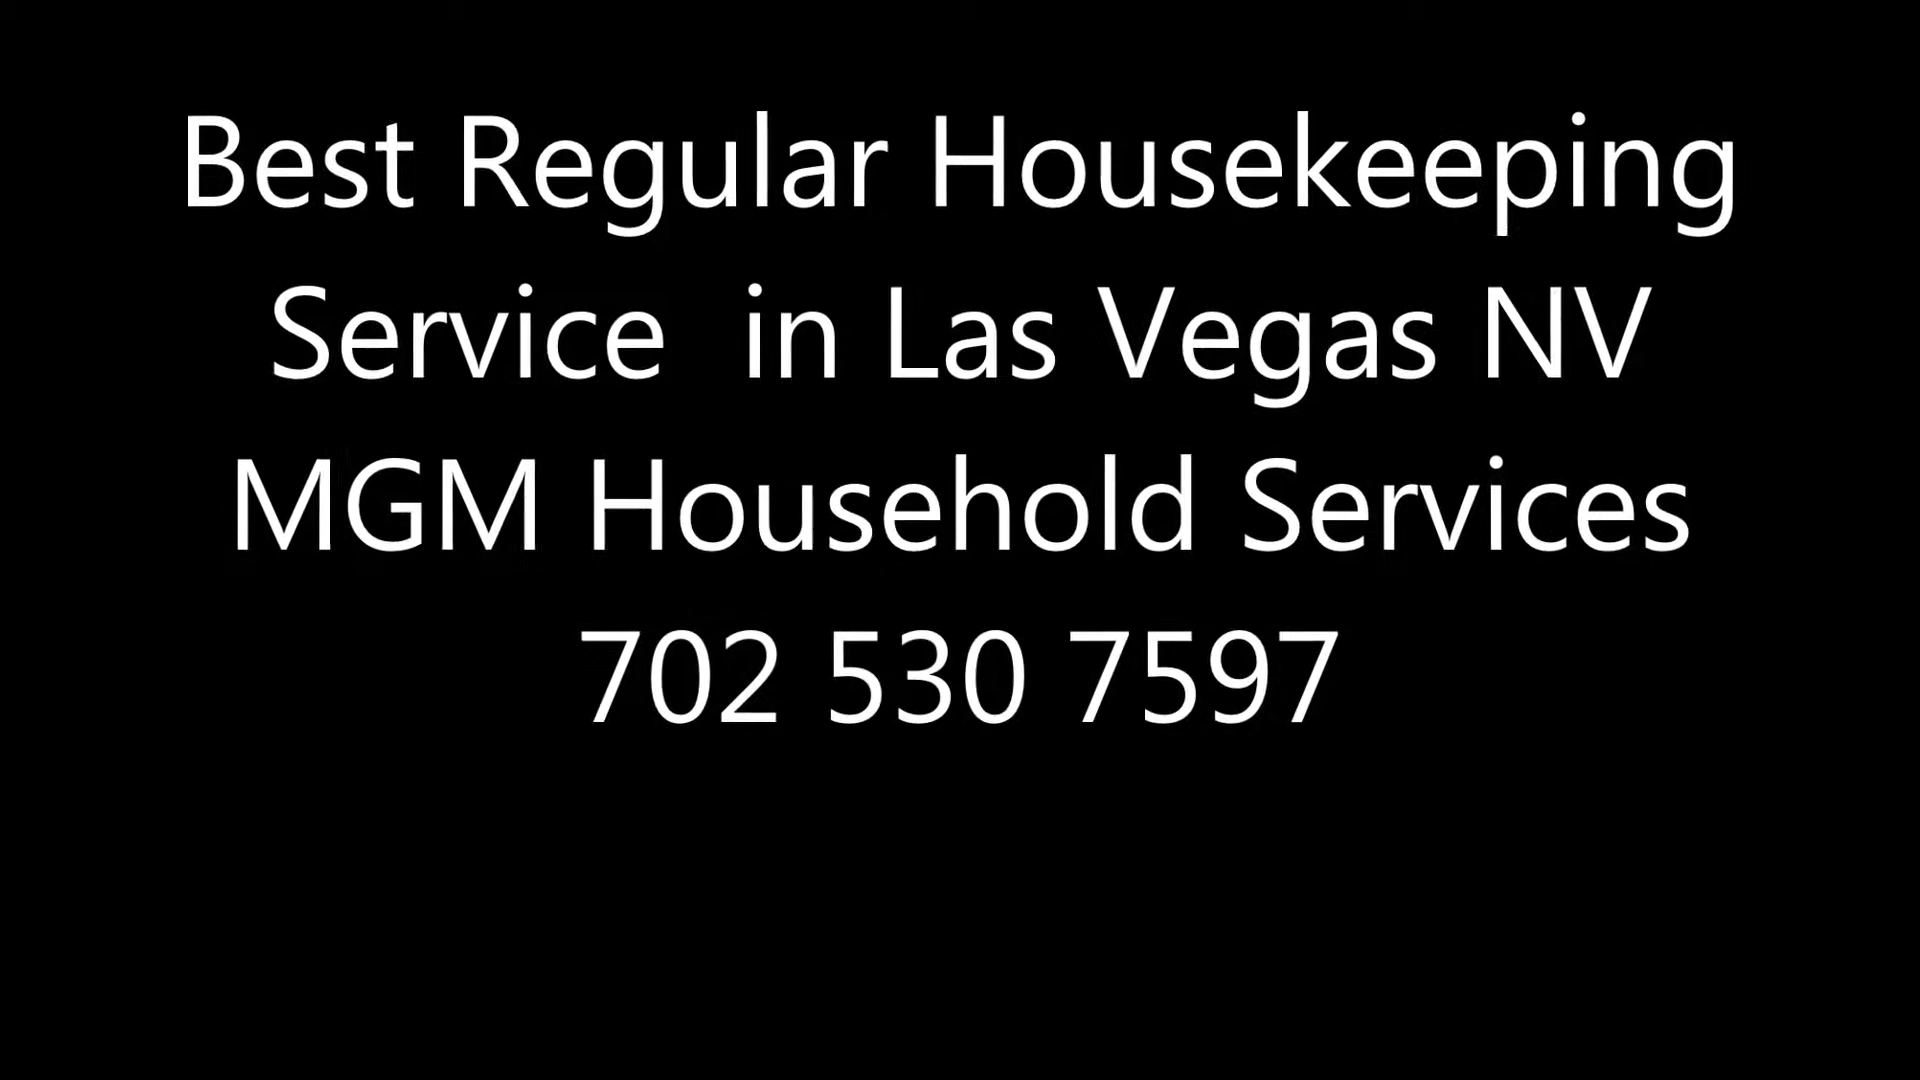 Best Regular Housekeeping
Service  in Las Vegas NV
MGM Household Services
702 530 7597